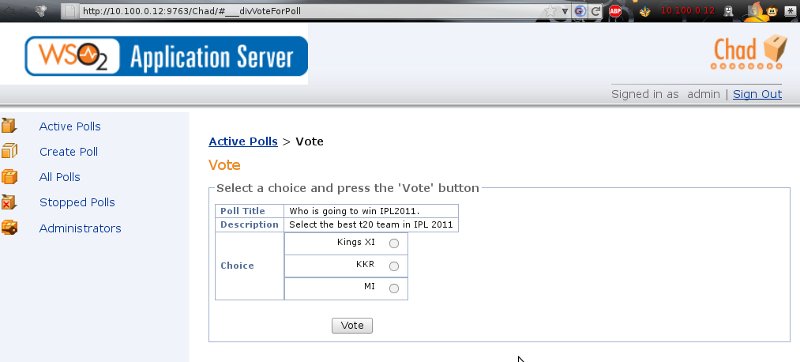 http://10.100.0.12:9763/Chad/#___divVoteForPoll
ABP
10.100.0.12
WSO2 Application Server
Chad
Signed in as admin | Sign Out
Active Polls
Create Poll
All Polls
Stopped Polls
Administrators
Active Polls > Vote
Vote
Select a choice and press the 'Vote' button
Poll Title Who is going to win IPL2011.
Description Select the best t20 team in IPL 2011
Choice
Kings XI
KKR
MI
Vote